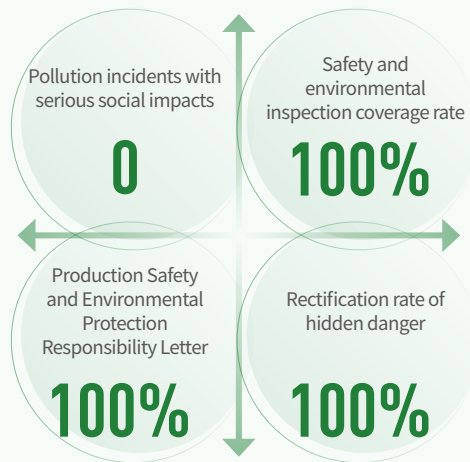 Pollution incidents with
serious social impacts
0
Safety and
environmental
inspection coverage rate
100%
Production Safety
and Environmental
Protection
Responsibility Letter
100%
Rectification rate of
hidden danger
100%